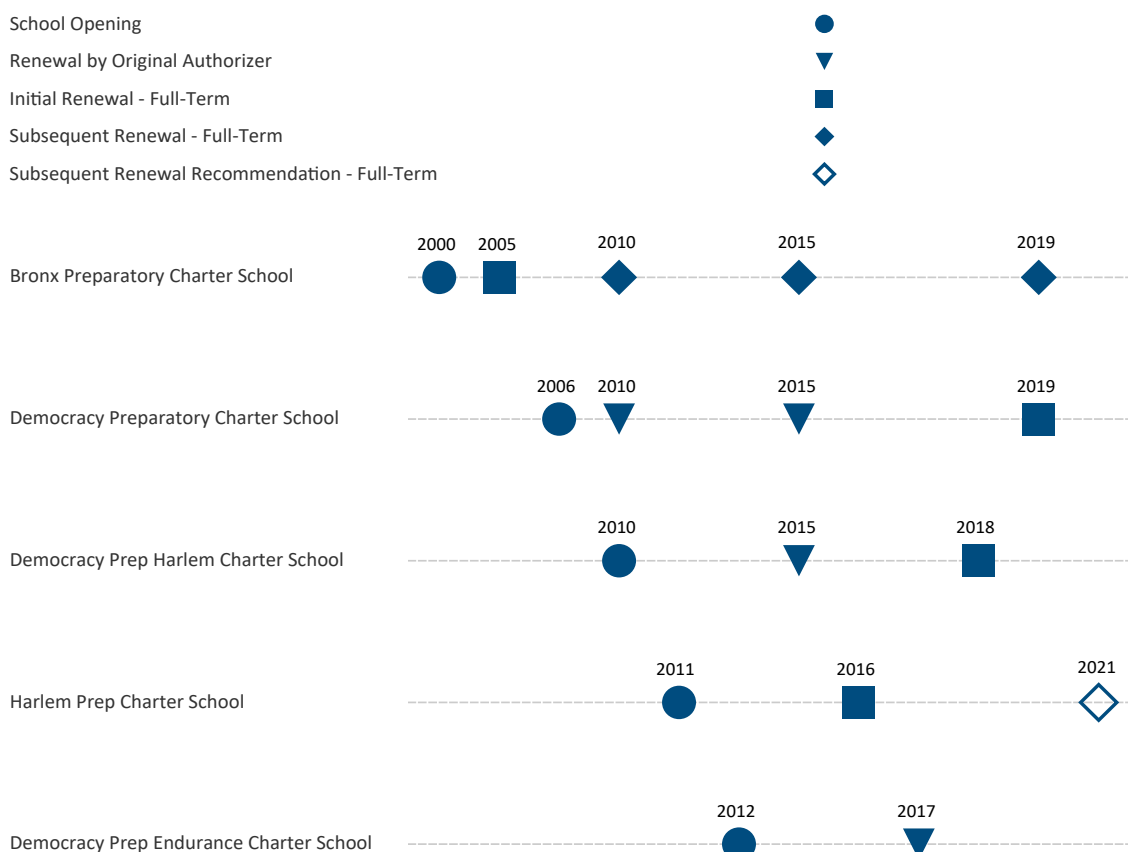 School Opening
Renewal by Original Authorizer
Initial Renewal - Full-Term
Subsequent Renewal - Full-Term
Subsequent Renewal Recommendation - Full-Term
2000 2005 2010 2015 2019
Bronx Preparatory Charter School
2006 2010 2015 2019
Democracy Preparatory Charter School
2010 2015 2018
Democracy Prep Harlem Charter School
2011 2016 2021
Harlem Prep Charter School
2012 2017
Democracy Prep Endurance Charter School